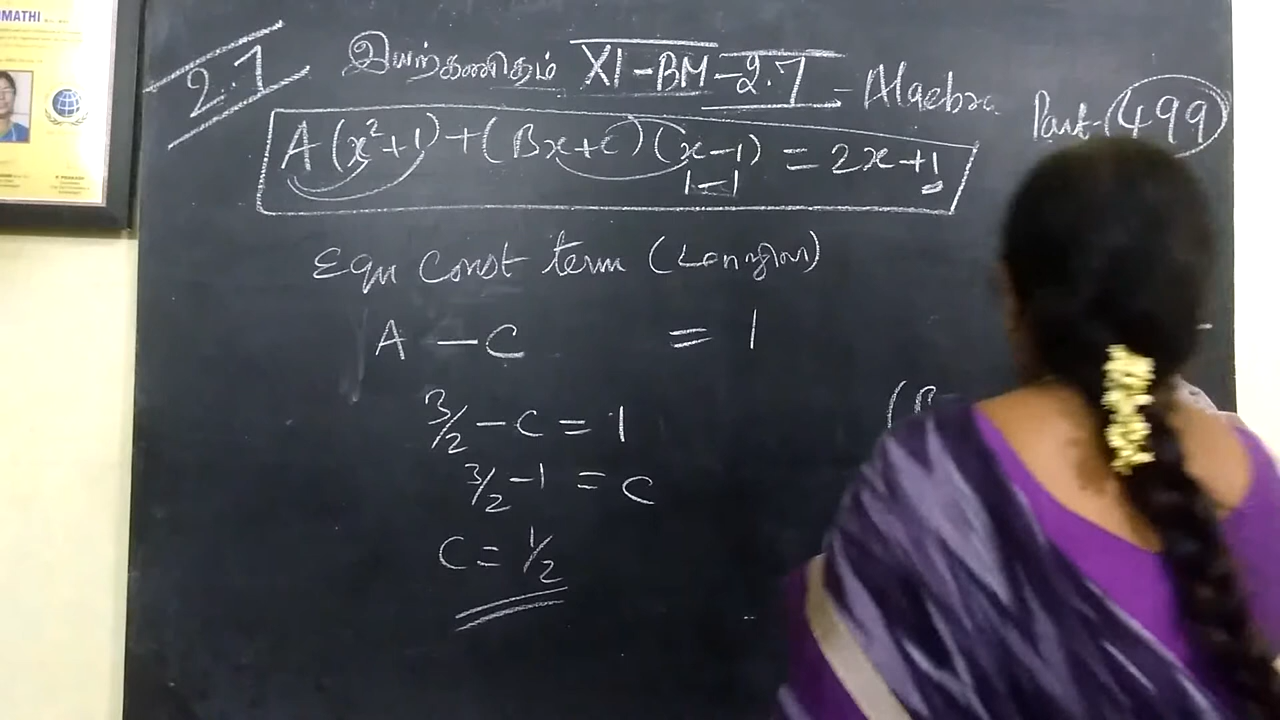 MATHI
2.7
இயற்கணிதம் XI-BM-2.7 - Algebra
Part-499
A(x²+1)+(Bx+C)(x-1) = 2x+1
1-1
Equ const term
A - C = 1
3/2 - C = 1
3/2 - 1 = C
C = 1/2
(B